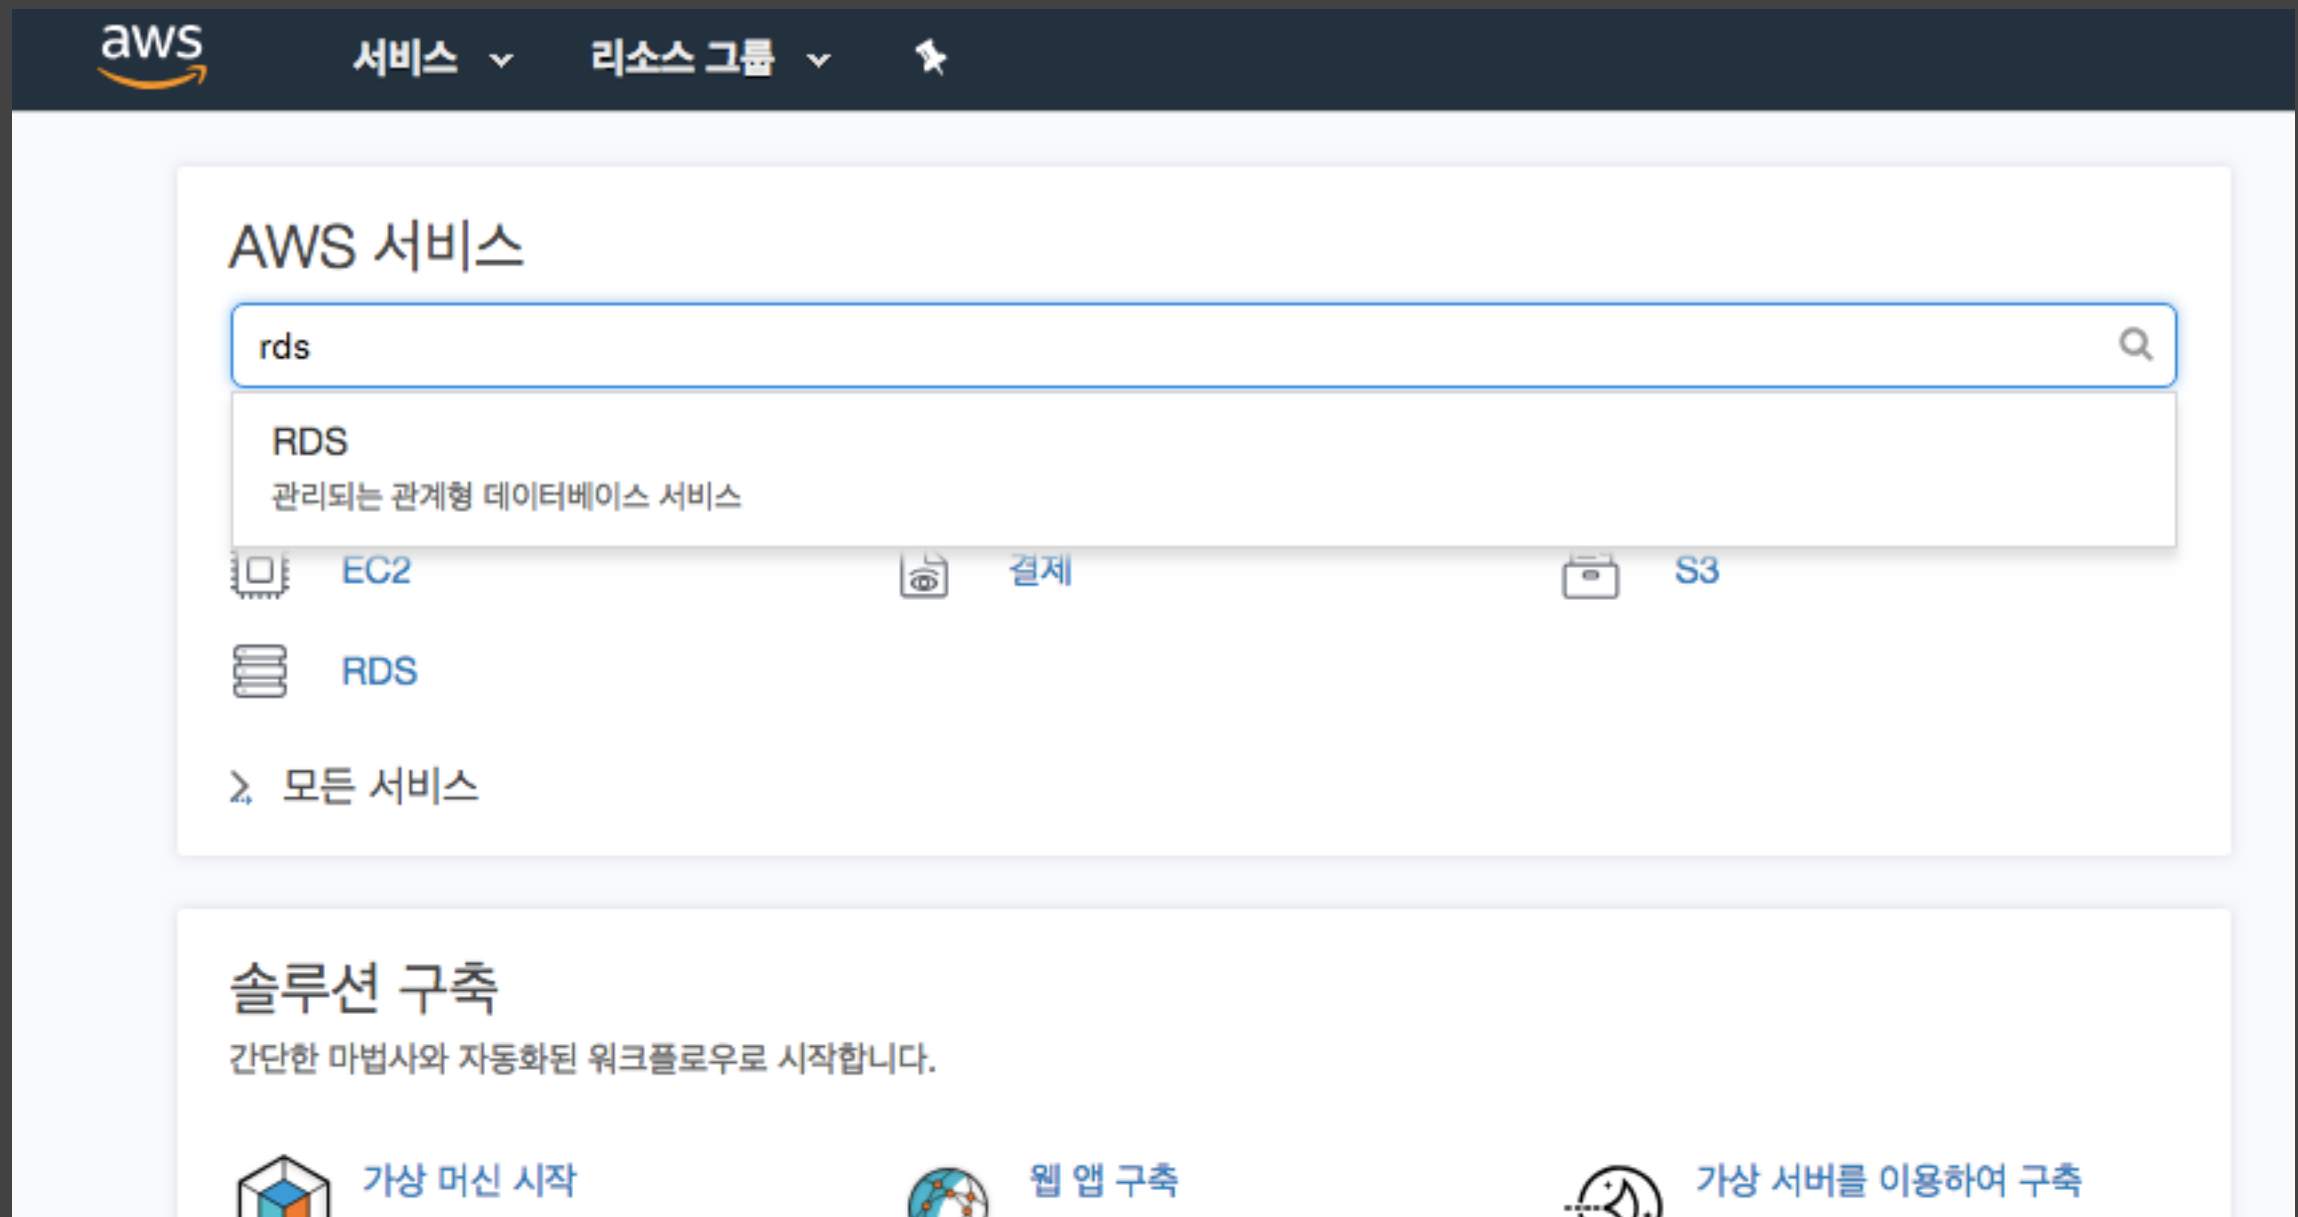 aws
서비스
리소스 그룹
AWS 서비스
rds
RDS
관리되는 관계형 데이터베이스 서비스
EC2
결제
S3
RDS
모든 서비스
솔루션 구축
간단한 마법사와 자동화된 워크플로우로 시작합니다.
가상 머신 시작
웹 앱 구축
가상 서버를 이용하여 구축